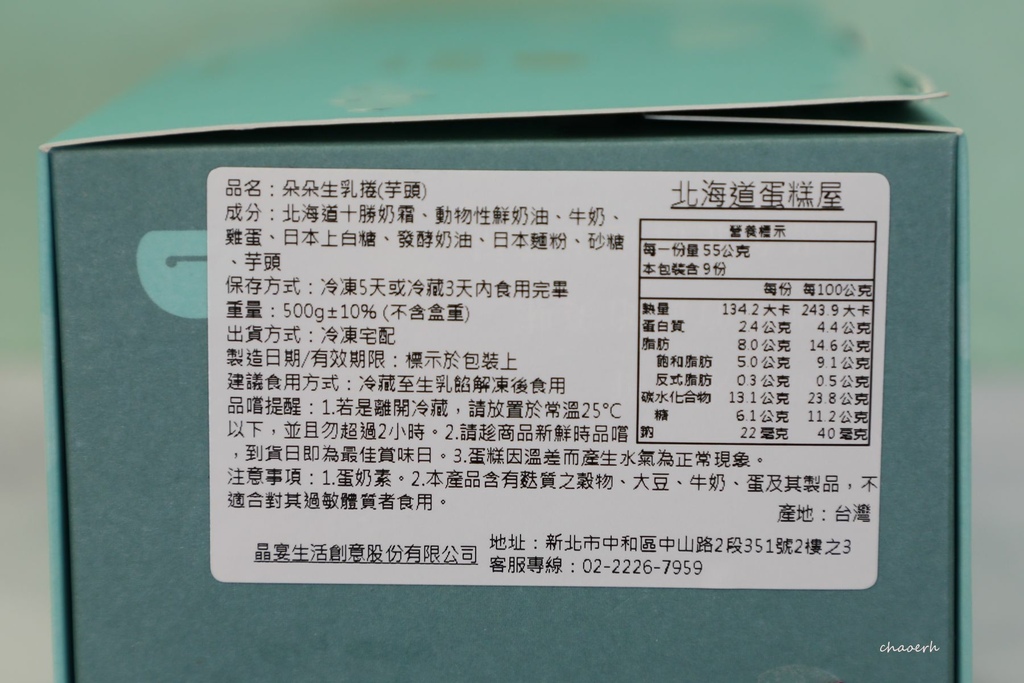 品名：朵朵生乳捲(芋頭)
成分：北海道十勝奶霜、動物性鮮奶油、牛奶、
雞蛋、日本上白糖、發酵奶油、日本麵粉、砂糖
、芋頭
保存方式：冷凍5天或冷藏3天內食用完畢
重量：500g±10% (不含盒重)
出貨方式：冷凍宅配
製造日期/有效期限：標示於包裝上
建議食用方式：冷藏至生乳餡解凍後食用
品嚐提醒：1.若是離開冷藏，請放置於常溫25°C
以下，並且勿超過2小時。2.請趁商品新鮮時品嚐
，到貨日即為最佳賞味日。3.蛋糕因溫差而產生水氣為正常現象。
注意事項：1.蛋奶素。2.本產品含有麩質之穀物、大豆、牛奶、蛋及其製品，不
適合對其過敏體質者食用。
北海道蛋糕屋
營養標示
每一份量 55公克
本包裝含 9份
每份 每100公克
熱量 134.2 大卡 243.9 大卡
蛋白質 2.4 公克 4.4 公克
脂肪 8.0 公克 14.6 公克
飽和脂肪 5.0 公克 9.1 公克
反式脂肪 0.3 公克 0.5 公克
碳水化合物 13.1 公克 23.8 公克
糖 6.1 公克 11.2 公克
鈉 22 毫克 40 毫克
產地：台灣
晶宴生活創意股份有限公司
地址：新北市中和區中山路2段351號2樓之3
客服專線：02-2226-7959
chaoerh